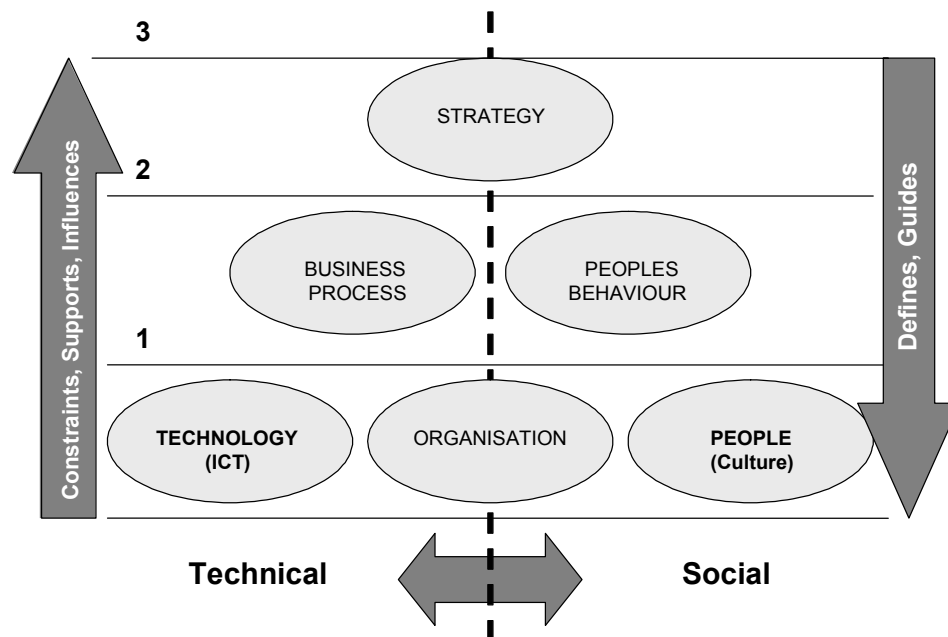 3
STRATEGY
2
BUSINESS
PROCESS
PEOPLES
BEHAVIOUR
1
TECHNOLOGY
(ICT)
ORGANISATION
PEOPLE
(Culture)
Constraints, Supports, Influences
Defines, Guides
Technical
Social